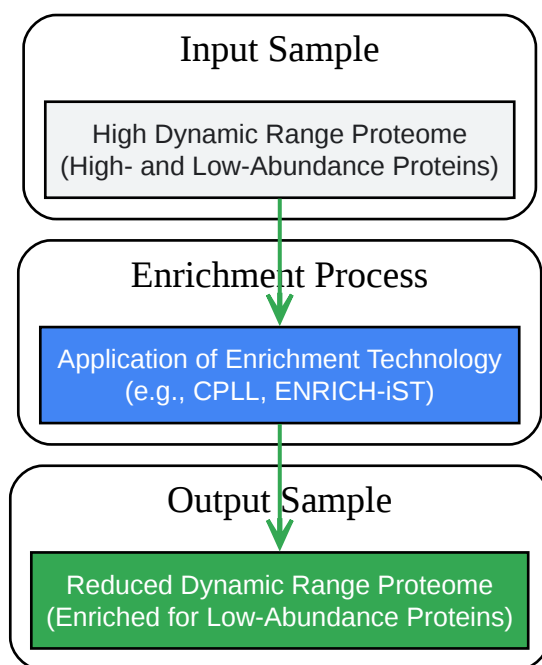 Input Sample
High Dynamic Range Proteome
(High- and Low-Abundance Proteins)
Enrichment Process
Application of Enrichment Technology
(e.g., CPLL, ENRICH-iST)
Output Sample
Reduced Dynamic Range Proteome
(Enriched for Low-Abundance Proteins)